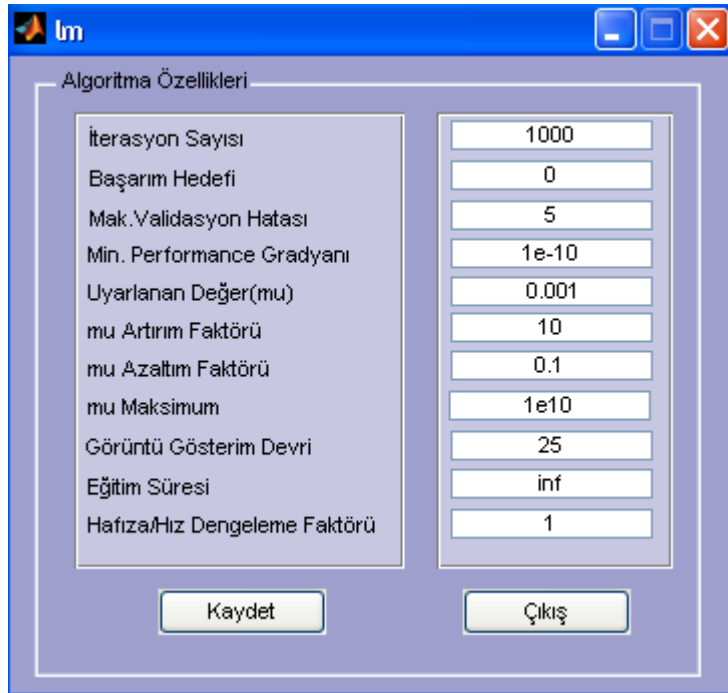 lm
Algoritma Özellikleri
İterasyon Sayısı 1000
Başarım Hedefi 0
Mak.Validasyon Hatası 5
Min. Performance Gradyanı 1e-10
Uyarlanan Değer(mu) 0.001
mu Artırım Faktörü 10
mu Azaltım Faktörü 0.1
mu Maksimum 1e10
Görüntü Gösterim Devri 25
Eğitim Süresi inf
Hafıza/Hız Dengeleme Faktörü 1
Kaydet Çıkış